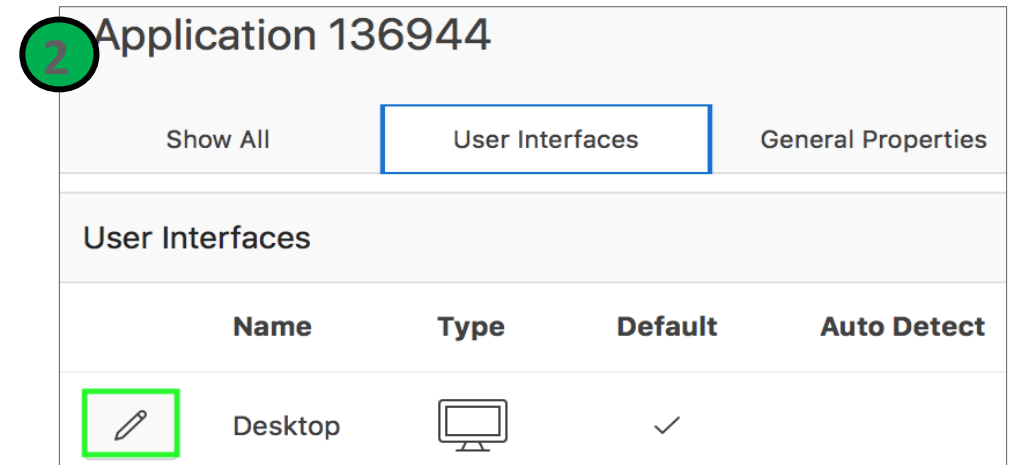 2
Application 136944
Show All User Interfaces General Properties
User Interfaces
Name Type Default Auto Detect
Desktop